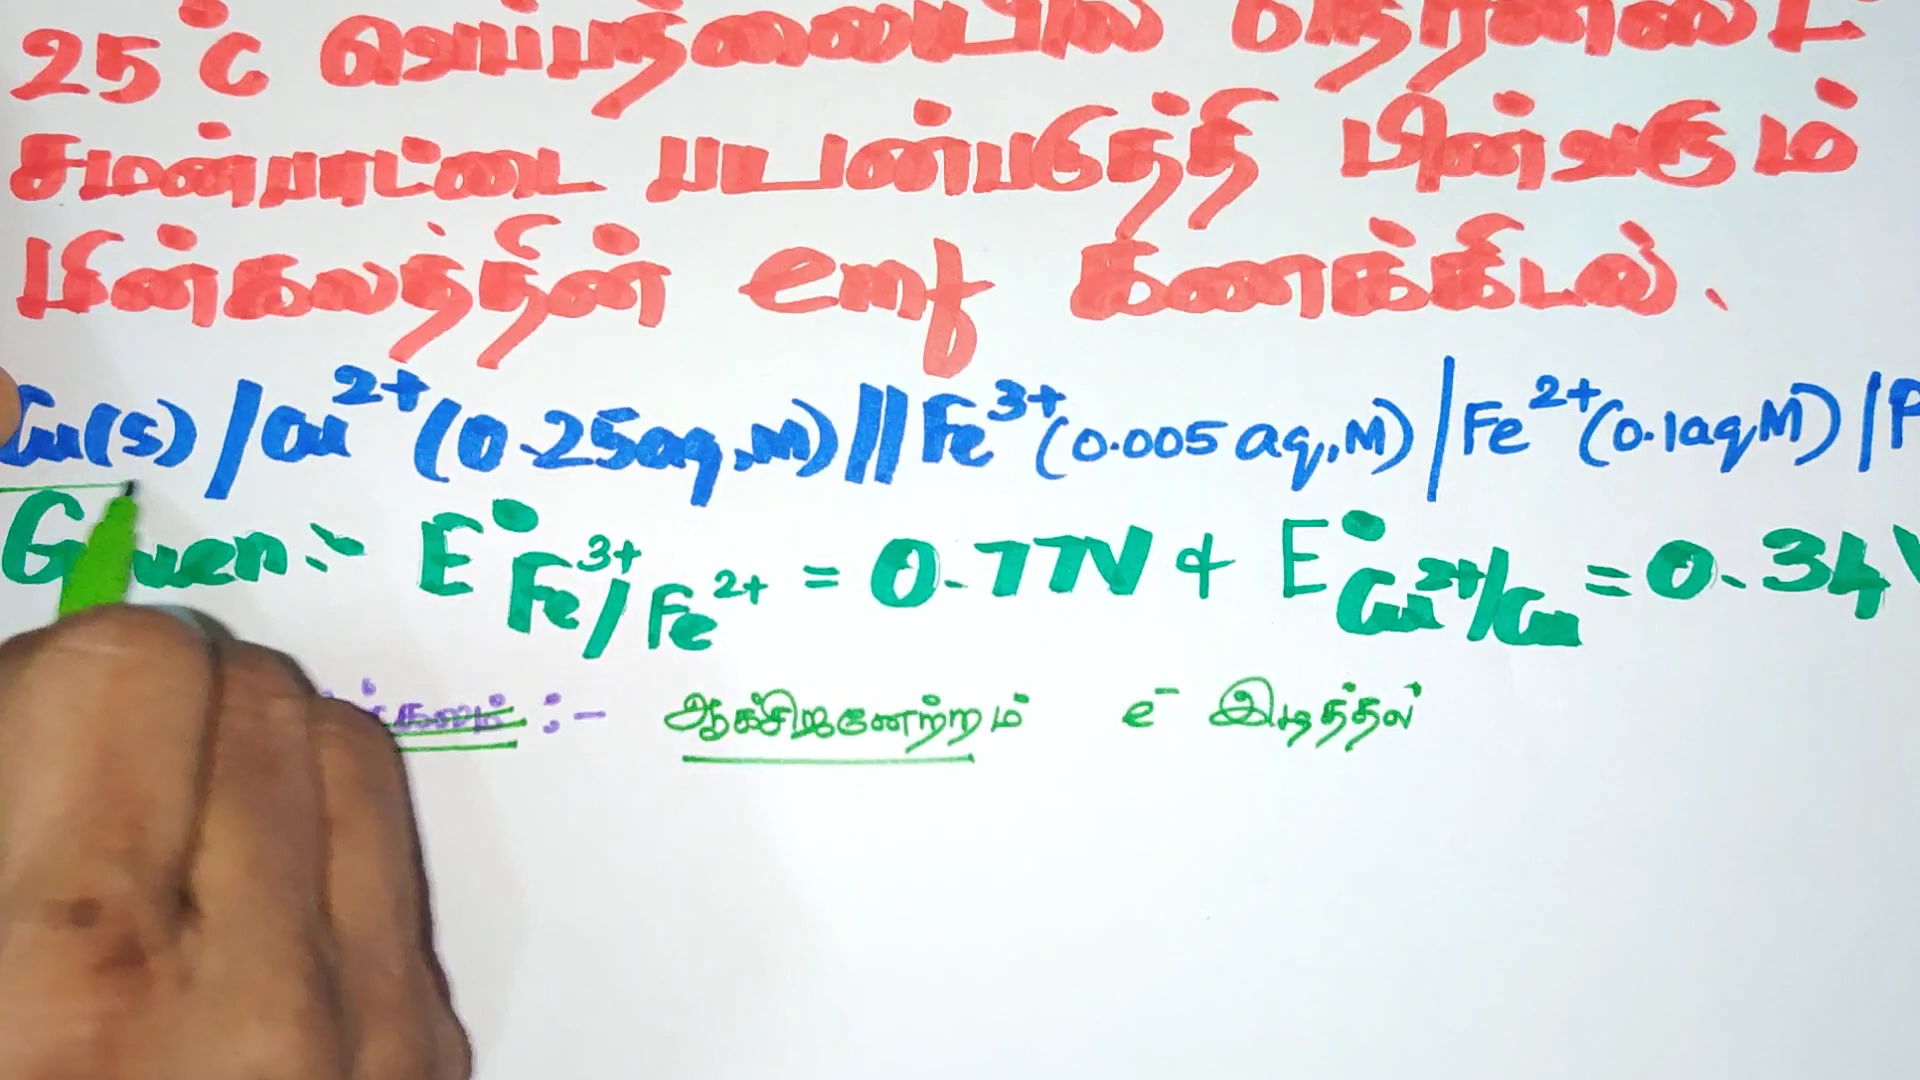 25°C வெப்பநிலையில் நெர்ன்ஸ்ட்
சமன்பாட்டை பயன்படுத்தி பின்வரும்
மின்கலத்தின் emf கணக்கிடல்.
Cu(s) / Cu²⁺ (0.25aq,M) // Fe³⁺ (0.005 aq,M) | Fe²⁺ (0.1aqM) / P
Given :- E° Fe³⁺/Fe²⁺ = 0.77V & E° Cu²⁺/Cu = 0.34V
:- ஆக்சிஜனேற்றம் e⁻ இழத்தல்